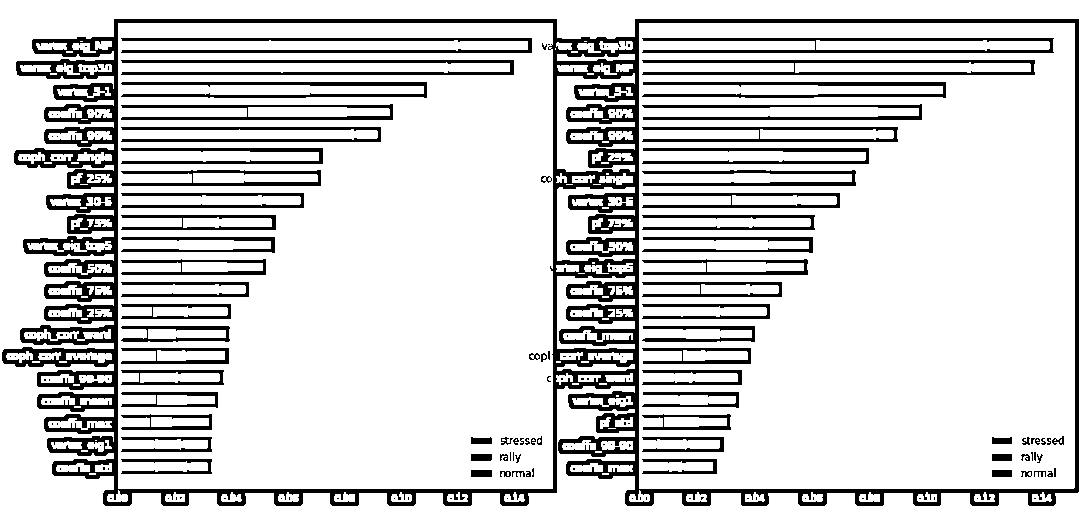 varex_eig_MP
varex_eig_top30
varex_5-1
coeffs_90%
coeffs_99%
coph_corr_single
pf_25%
varex_30-5
pf_75%
varex_eig_top5
coeffs_50%
coeffs_75%
coeffs_25%
coph_corr_ward
coph_corr_average
coeffs_99-90
coeffs_mean
coeffs_max
varex_eig1
coeffs_std
stressed
rally
normal
0.00 0.02 0.04 0.06 0.08 0.10 0.12 0.14
varex_eig_top30
varex_eig_MP
varex_5-1
coeffs_90%
coeffs_99%
pf_25%
coph_corr_single
varex_30-5
pf_75%
coeffs_50%
varex_eig_top5
coeffs_75%
coeffs_25%
coeffs_mean
coph_corr_average
coph_corr_ward
varex_eig1
pf_std
coeffs_99-90
coeffs_max
stressed
rally
normal
0.00 0.02 0.04 0.06 0.08 0.10 0.12 0.14